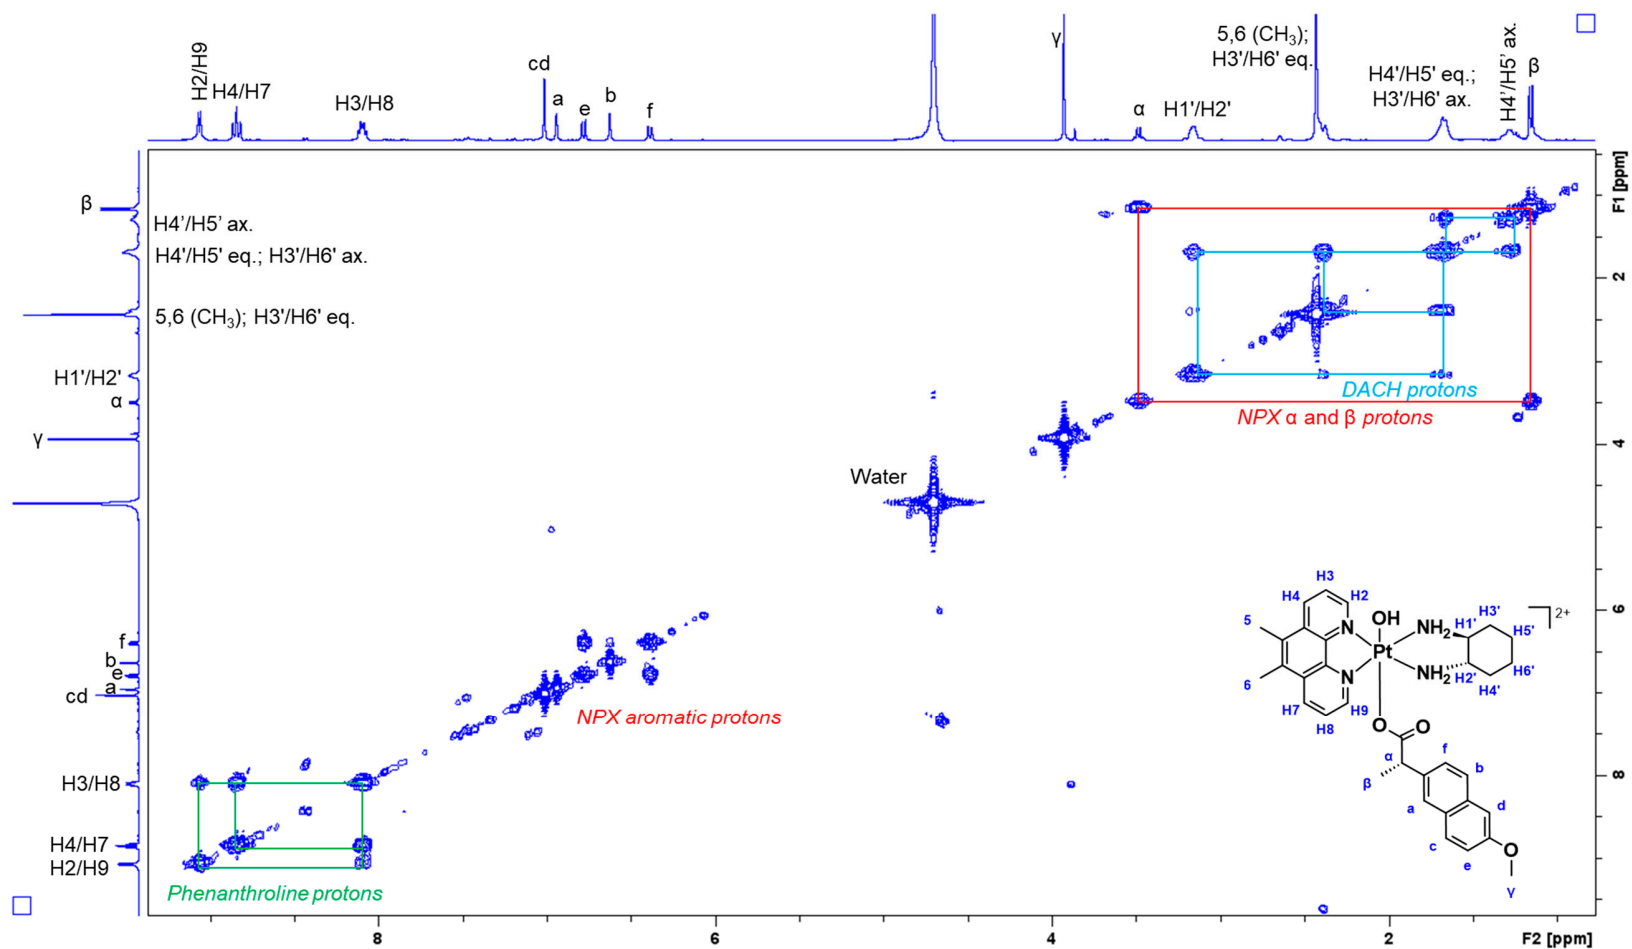 H2/H9
H4/H7
H3/H8
cd
a
e
b
f
γ
α
H1'/H2'
5,6 (CH₃);
H3'/H6' eq.
H4'/H5' eq.;
H3'/H6' ax.
H4'/H5' ax.
β
β
H4'/H5' ax.
H4'/H5' eq.; H3'/H6' ax.
5,6 (CH₃); H3'/H6' eq.
H1'/H2'
α
γ
f
b
e
a
cd
H3/H8
H4/H7
H2/H9
DACH protons
NPX α and β protons
Water
NPX aromatic protons
Phenanthroline protons
F1 [ppm]
2
4
6
8
8
6
4
2
F2 [ppm]
H3
H4
H2
5
6
N
N
OH
Pt
NH₂
NH₂
H1'
H3'
H5'
H6'
H2'
H4'
2+
H7
H9
H8
O
O
α
β
f
b
a
d
c
e
O
γ